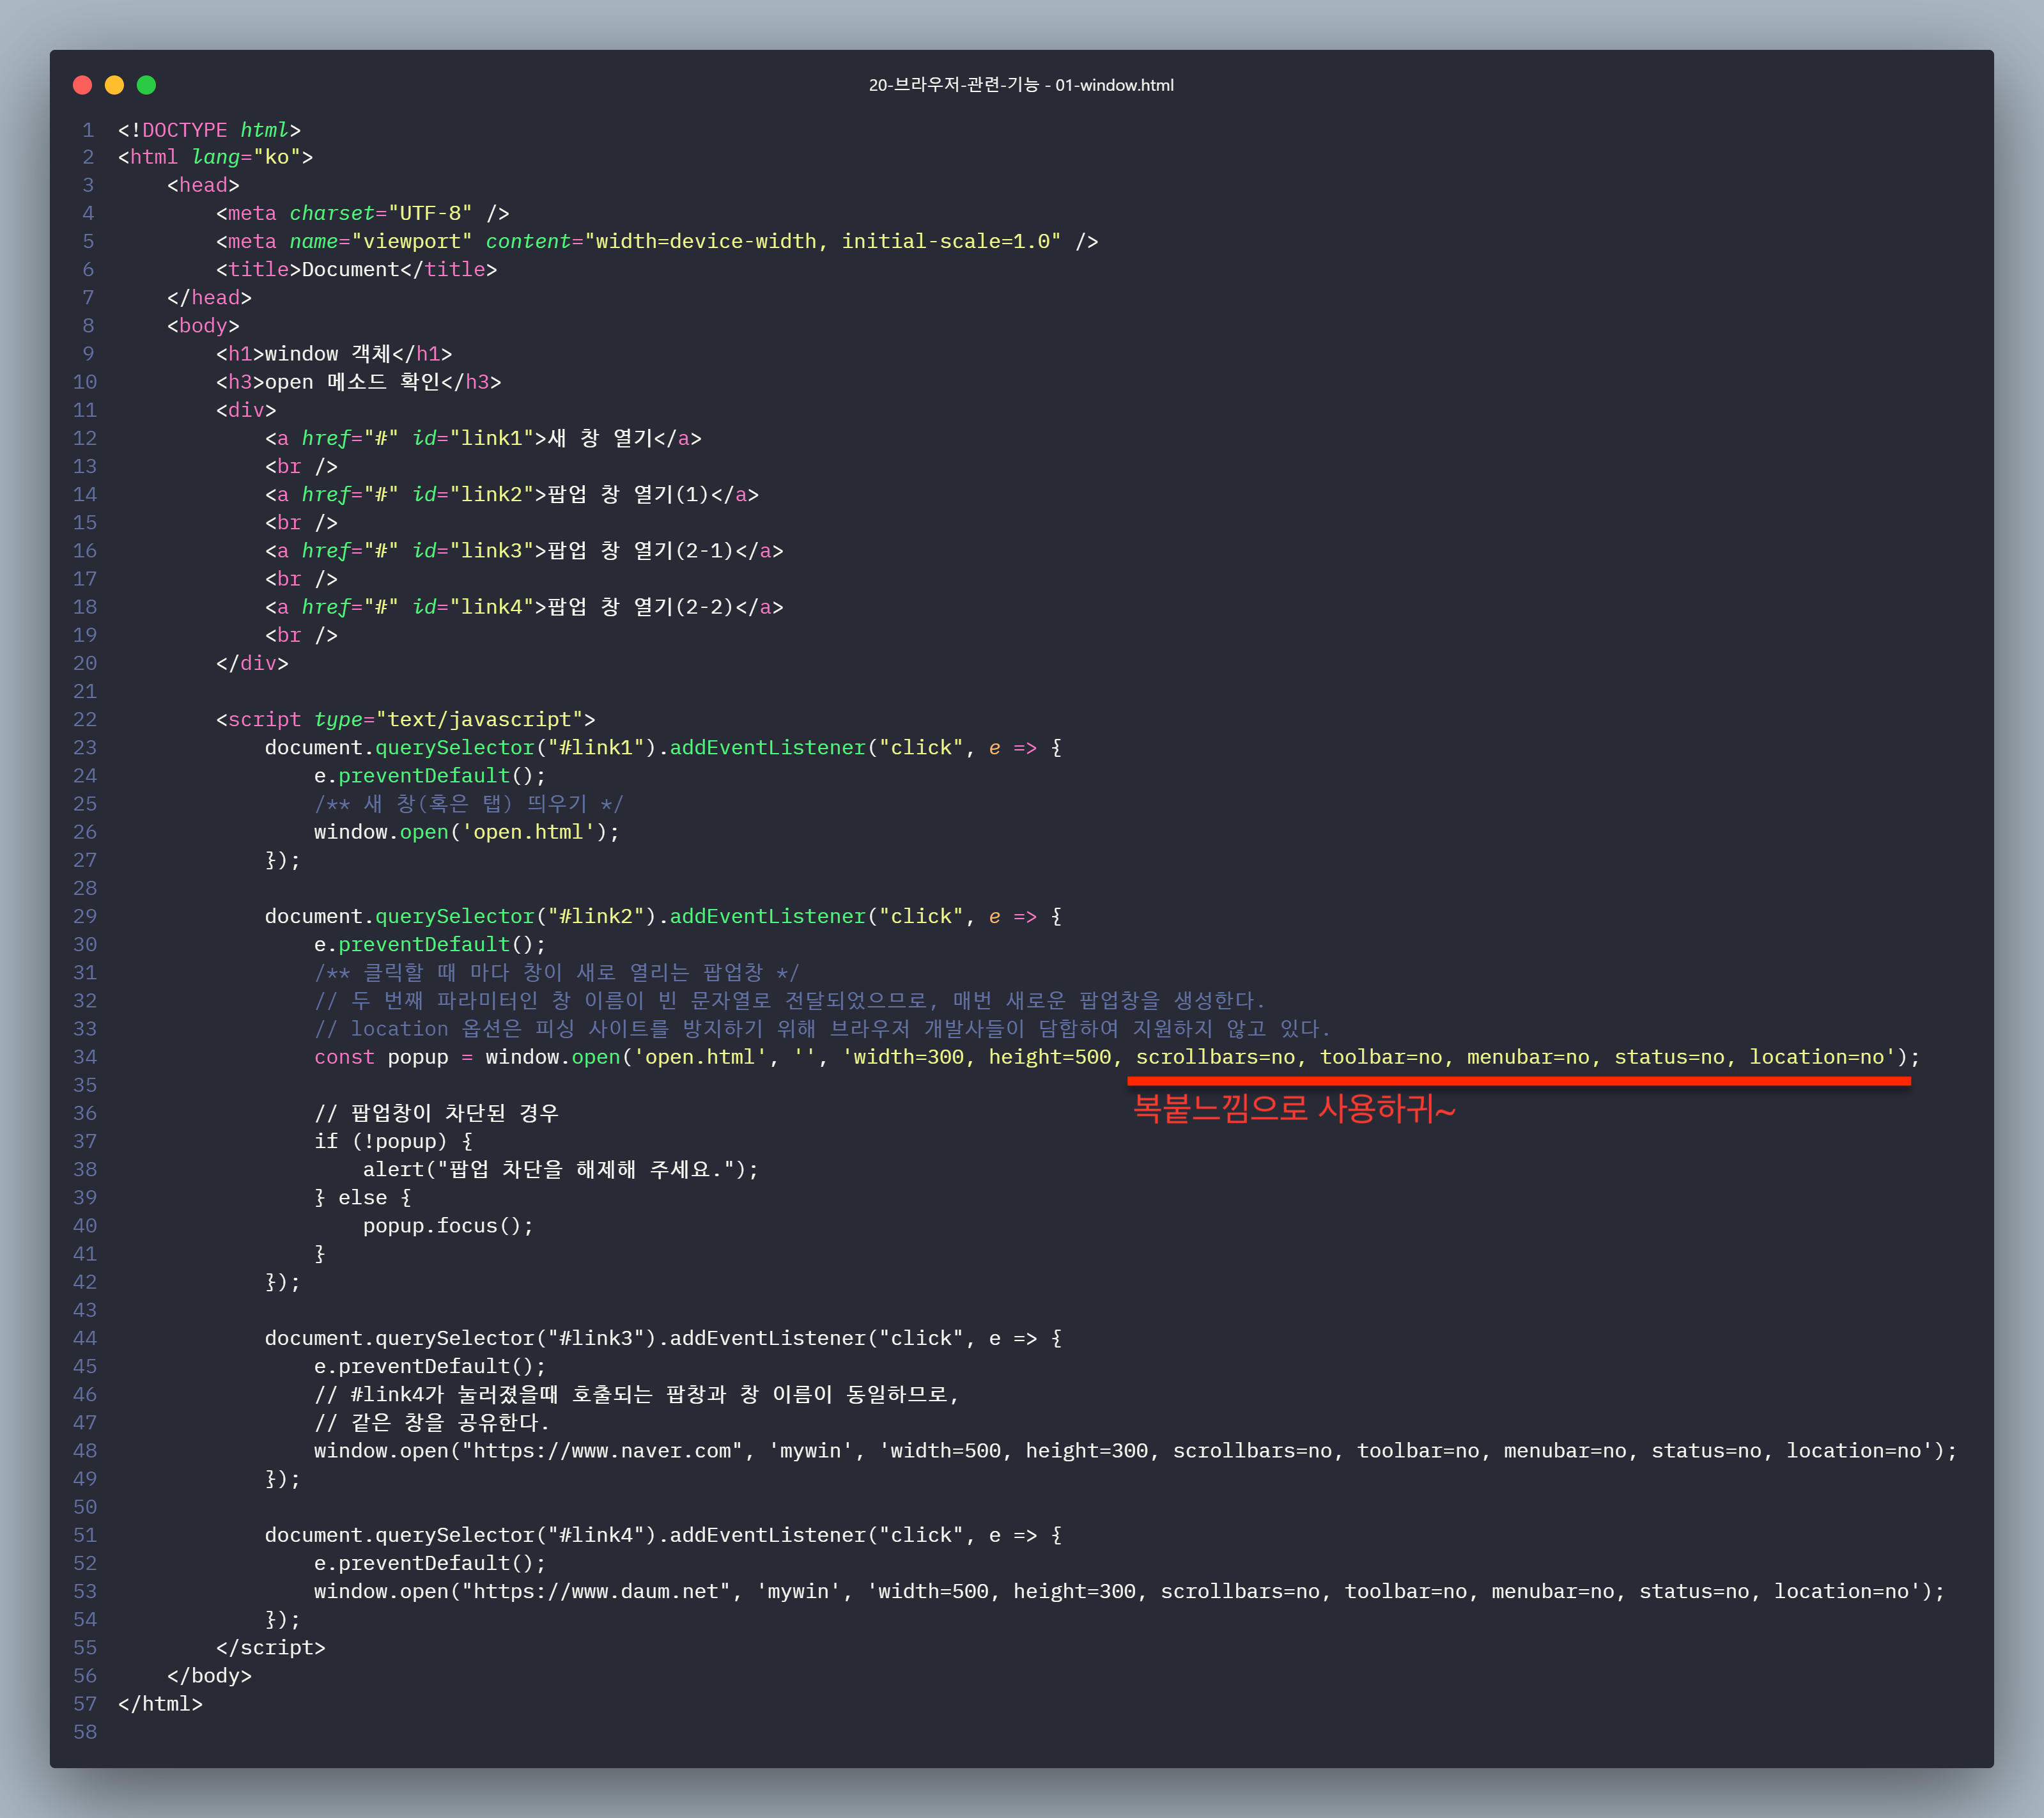 20-브라우저-관련-기능 - 01-window.html
1 <!DOCTYPE html>
2 <html lang="ko">
3     <head>
4         <meta charset="UTF-8" />
5         <meta name="viewport" content="width=device-width, initial-scale=1.0" />
6         <title>Document</title>
7     </head>
8     <body>
9         <h1>window 객체</h1>
10         <h3>open 메소드 확인</h3>
11         <div>
12             <a href="#" id="link1">새 창 열기</a>
13             <br />
14             <a href="#" id="link2">팝업 창 열기(1)</a>
15             <br />
16             <a href="#" id="link3">팝업 창 열기(2-1)</a>
17             <br />
18             <a href="#" id="link4">팝업 창 열기(2-2)</a>
19             <br />
20         </div>
21
22         <script type="text/javascript">
23             document.querySelector("#link1").addEventListener("click", e => {
24                 e.preventDefault();
25                 /** 새 창(혹은 탭) 띄우기 */
26                 window.open('open.html');
27             });
28
29             document.querySelector("#link2").addEventListener("click", e => {
30                 e.preventDefault();
31                 /** 클릭할 때 마다 창이 새로 열리는 팝업창 */
32                 // 두 번째 파라미터인 창 이름이 빈 문자열로 전달되었으므로, 매번 새로운 팝업창을 생성한다.
33                 // location 옵션은 피싱 사이트를 방지하기 위해 브라우저 개발사들이 담합하여 지원하지 않고 있다.
34                 const popup = window.open('open.html', '', 'width=300, height=500, scrollbars=no, toolbar=no, menubar=no, status=no, location=no');
35
복붙느낌으로 사용하귀~
36                 // 팝업창이 차단된 경우
37                 if (!popup) {
38                     alert("팝업 차단을 해제해 주세요.");
39                 } else {
40                     popup.focus();
41                 }
42             });
43
44             document.querySelector("#link3").addEventListener("click", e => {
45                 e.preventDefault();
46                 // #link4가 눌러졌을때 호출되는 팝창과 창 이름이 동일하므로,
47                 // 같은 창을 공유한다.
48                 window.open("https://www.naver.com", 'mywin', 'width=500, height=300, scrollbars=no, toolbar=no, menubar=no, status=no, location=no');
49             });
50
51             document.querySelector("#link4").addEventListener("click", e => {
52                 e.preventDefault();
53                 window.open("https://www.daum.net", 'mywin', 'width=500, height=300, scrollbars=no, toolbar=no, menubar=no, status=no, location=no');
54             });
55         </script>
56     </body>
57 </html>
58